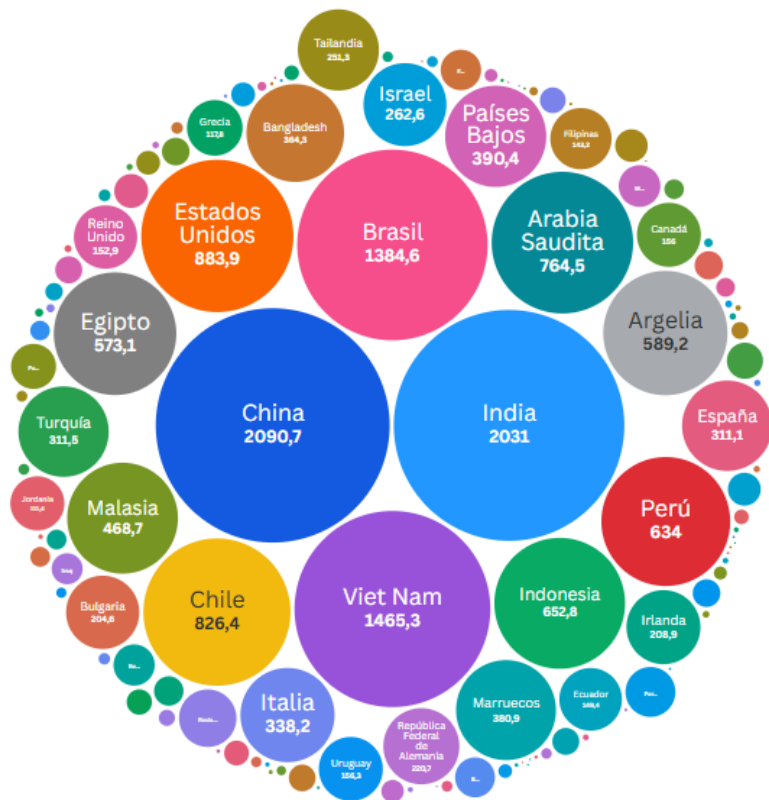 Tailandia
251,3
Israel
262,6
Países
Bajos
390,4
Filipinas
Grecia
117,8
Bangladesh
364,3
Estados
Unidos
883,9
Brasil
1384,6
Arabia
Saudita
764,5
Canadá
156
Reino
Unido
152,9
Egipto
573,1
Argelia
589,2
China
2090,7
India
2031
Turquía
311,5
España
311,1
Malasia
468,7
Perú
634
Jordania
Bulgaria
204,6
Chile
826,4
Viet Nam
1465,3
Indonesia
652,8
Irlanda
208,9
Italia
338,2
Marruecos
380,9
Ecuador
República
Federal
de
Alemania
220,7
Uruguay
156,3